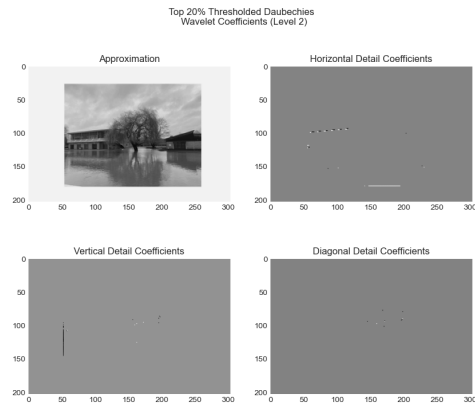 Top 20% Thresholded Daubechies
Wavelet Coefficients (Level 2)
Approximation
0
50
100
150
200
0 50 100 150 200 250 300
Horizontal Detail Coefficients
0
50
100
150
200
0 50 100 150 200 250 300
Vertical Detail Coefficients
0
50
100
150
200
0 50 100 150 200 250 300
Diagonal Detail Coefficients
0
50
100
150
200
0 50 100 150 200 250 300